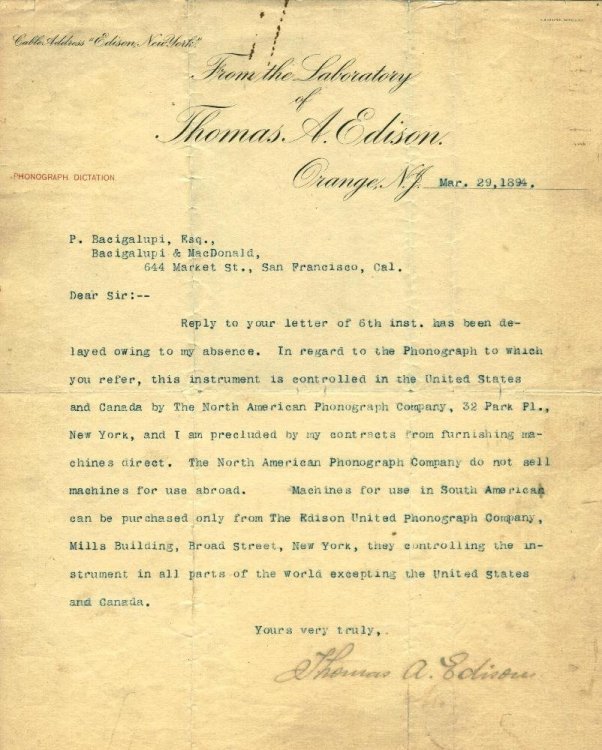 Cable Address "Edison, New York"
From the Laboratory
of
Thomas A. Edison.
PHONOGRAPH DICTATION
Orange, N.J. Mar. 29,1894.
P. Bacigalupi, Esq.,
Bacigalupi & MacDonald,
644 Market St., San Francisco, Cal.
Dear Sir:--
Reply to your letter of 6th inst. has been de-
layed owing to my absence. In regard to the Phonograph to which
you refer, this instrument is controlled in the United States
and Canada by The North American Phonograph Company, 32 Park Pl.,
New York, and I am precluded by my contracts from furnishing ma-
chines direct. The North American Phonograph Company do not sell
machines for use abroad. Machines for use in South American
can be purchased only from The Edison United Phonograph Company,
Mills Building, Broad Street, New York, they controlling the in-
strument in all parts of the world excepting the United States
and Canada.
Yours very truly,
Thomas A. Edison